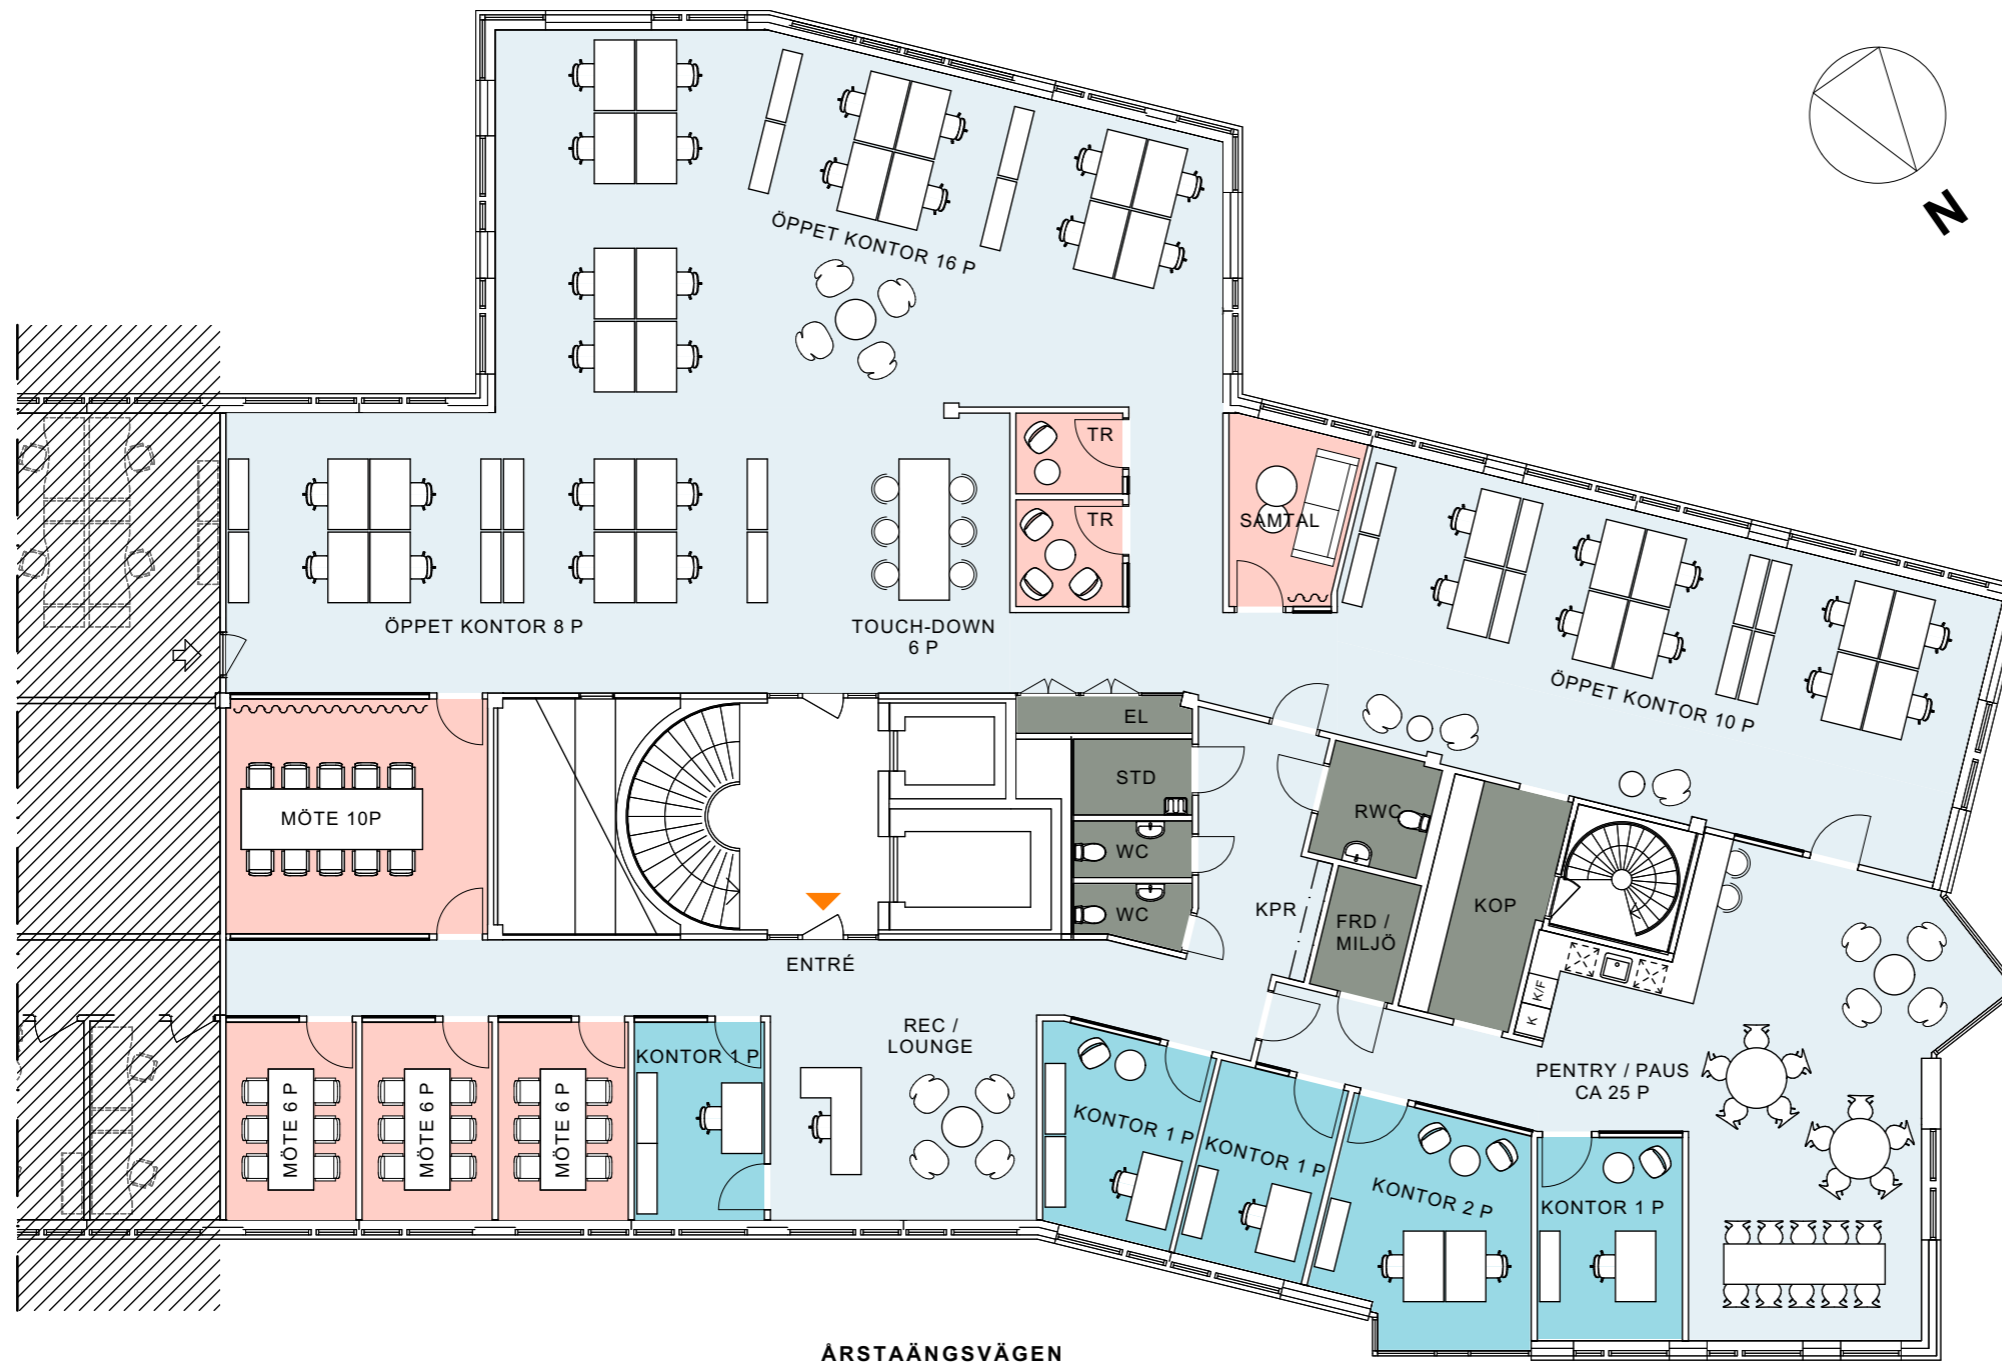 N
ÖPPET KONTOR 16 P
TR
TR
SAMTAL
ÖPPET KONTOR 8 P
TOUCH-DOWN
6 P
ÖPPET KONTOR 10 P
EL
STD
WC
WC
RWC
KPR
FRD /
MILJÖ
KOP
MÖTE 10P
ENTRÉ
K/F
K
REC /
LOUNGE
PENTRY / PAUS
CA 25 P
MÖTE 6 P
MÖTE 6 P
MÖTE 6 P
KONTOR 1 P
KONTOR 1 P
KONTOR 1 P
KONTOR 2 P
KONTOR 1 P
ÅRSTAÄNGSVÄGEN